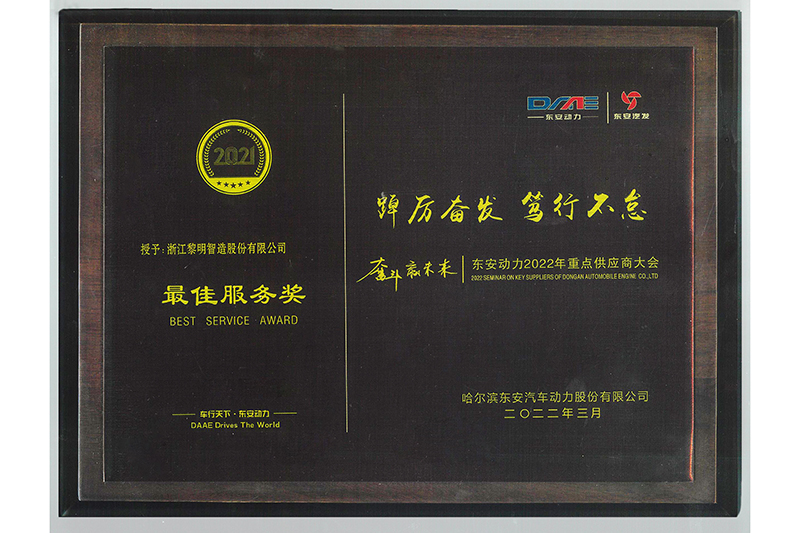 2021
授予:浙江黎明智造股份有限公司
最佳服务奖
BEST SERVICE AWARD
车行天下·东安动力
DAAE Drives The World
DAAE
东安动力
东安汽发
踔厉奋发 笃行不怠
奋斗赢未来
东安动力2022年重点供应商大会
2022 SEMINAR ON KEY SUPPLIERS OF DONGAN AUTOMOBILE ENGINE CO.,LTD
哈尔滨东安汽车动力股份有限公司
二〇二二年三月